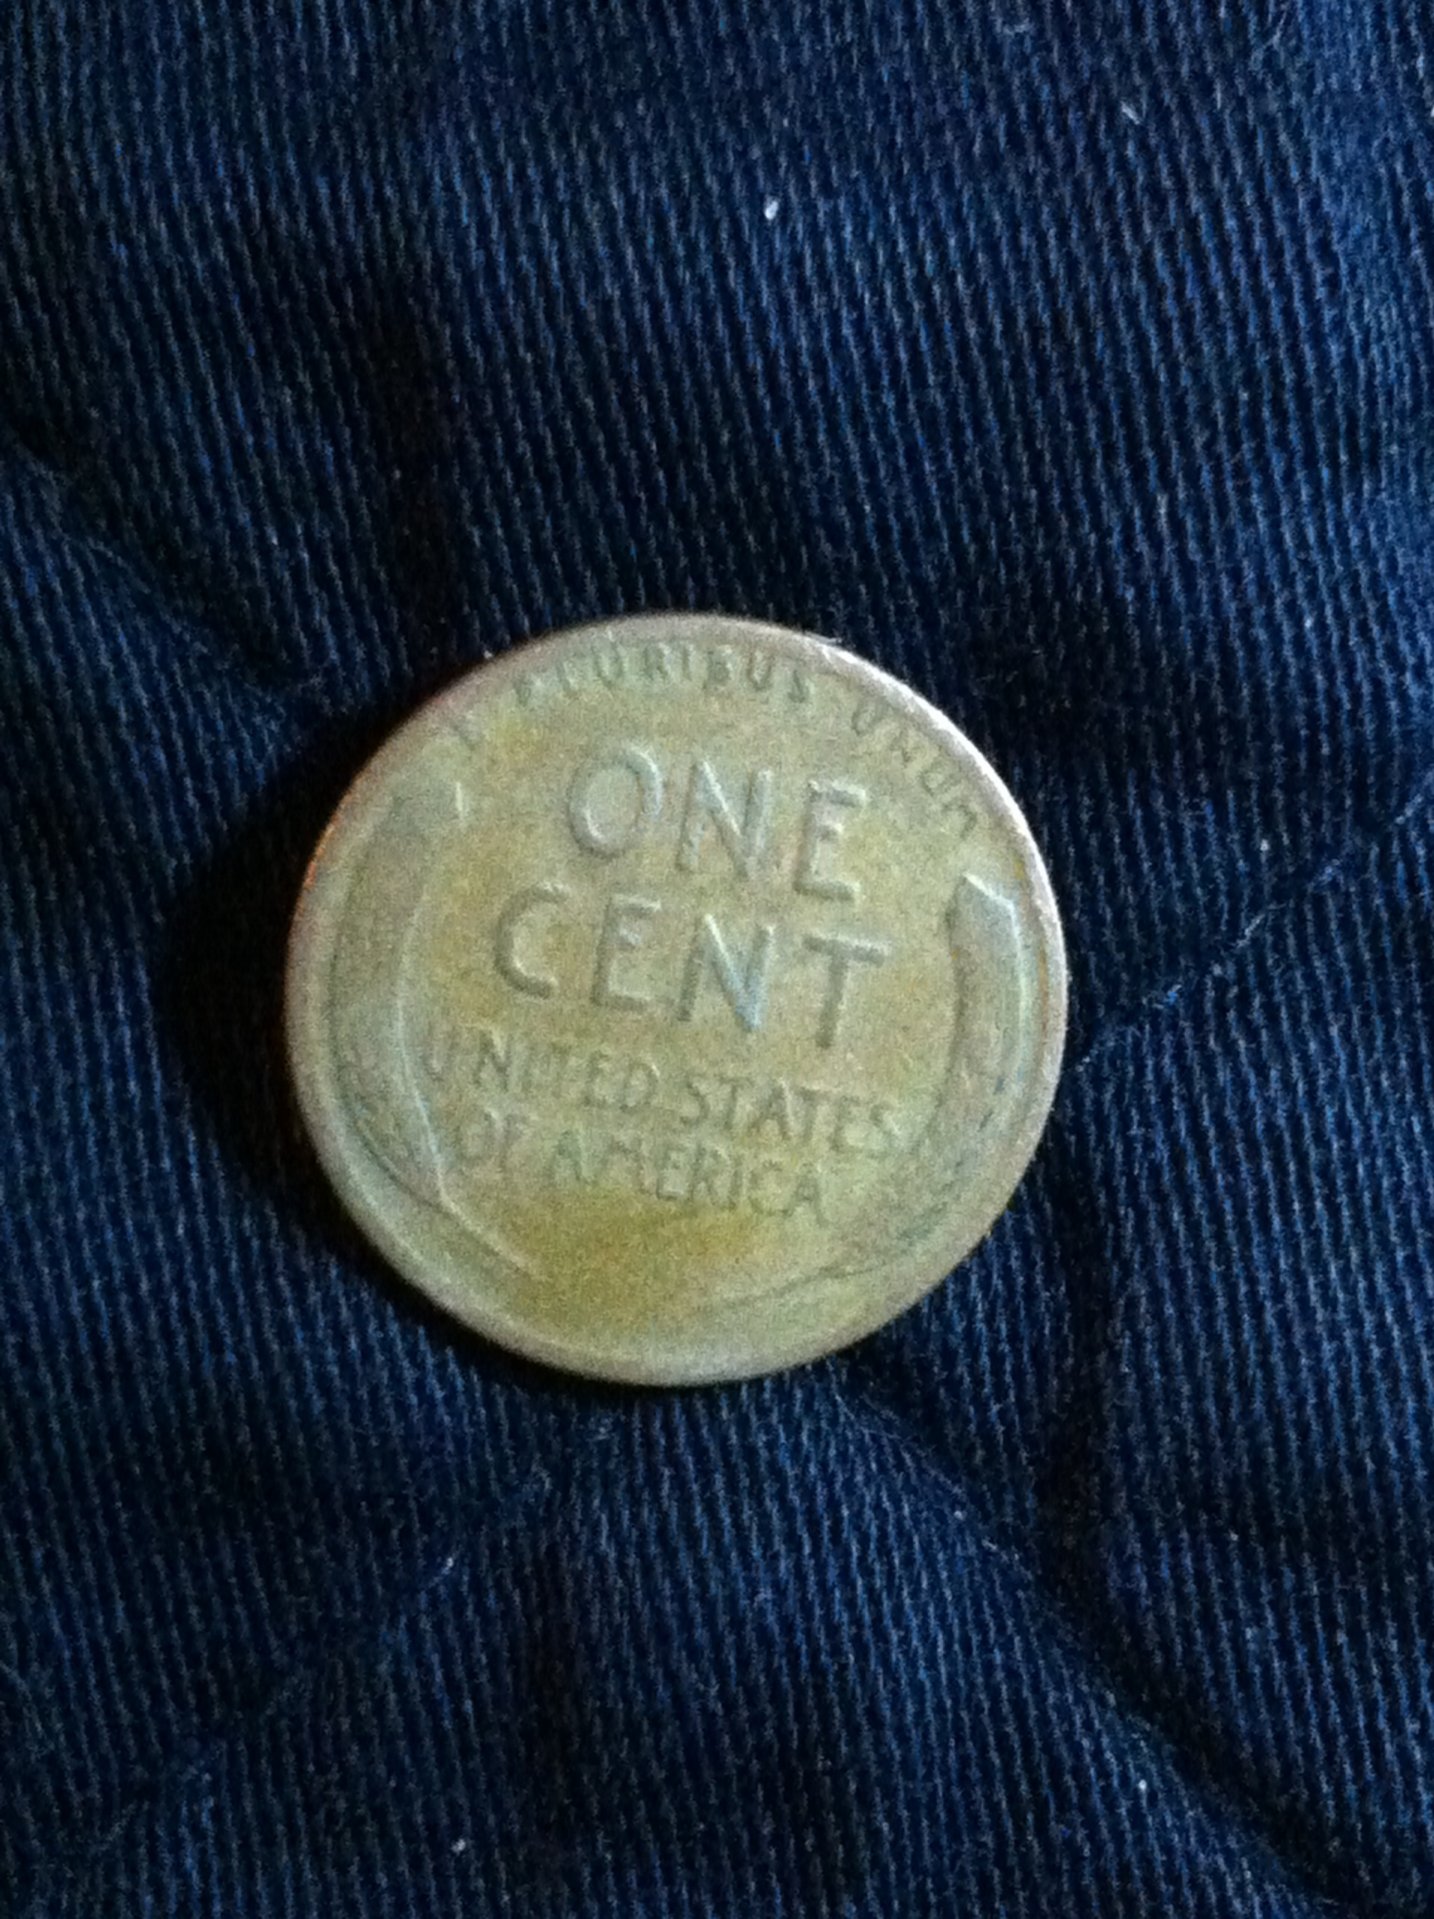 E PLURIBUS UNUM
ONE
CENT
UNITED STATES
OF AMERICA